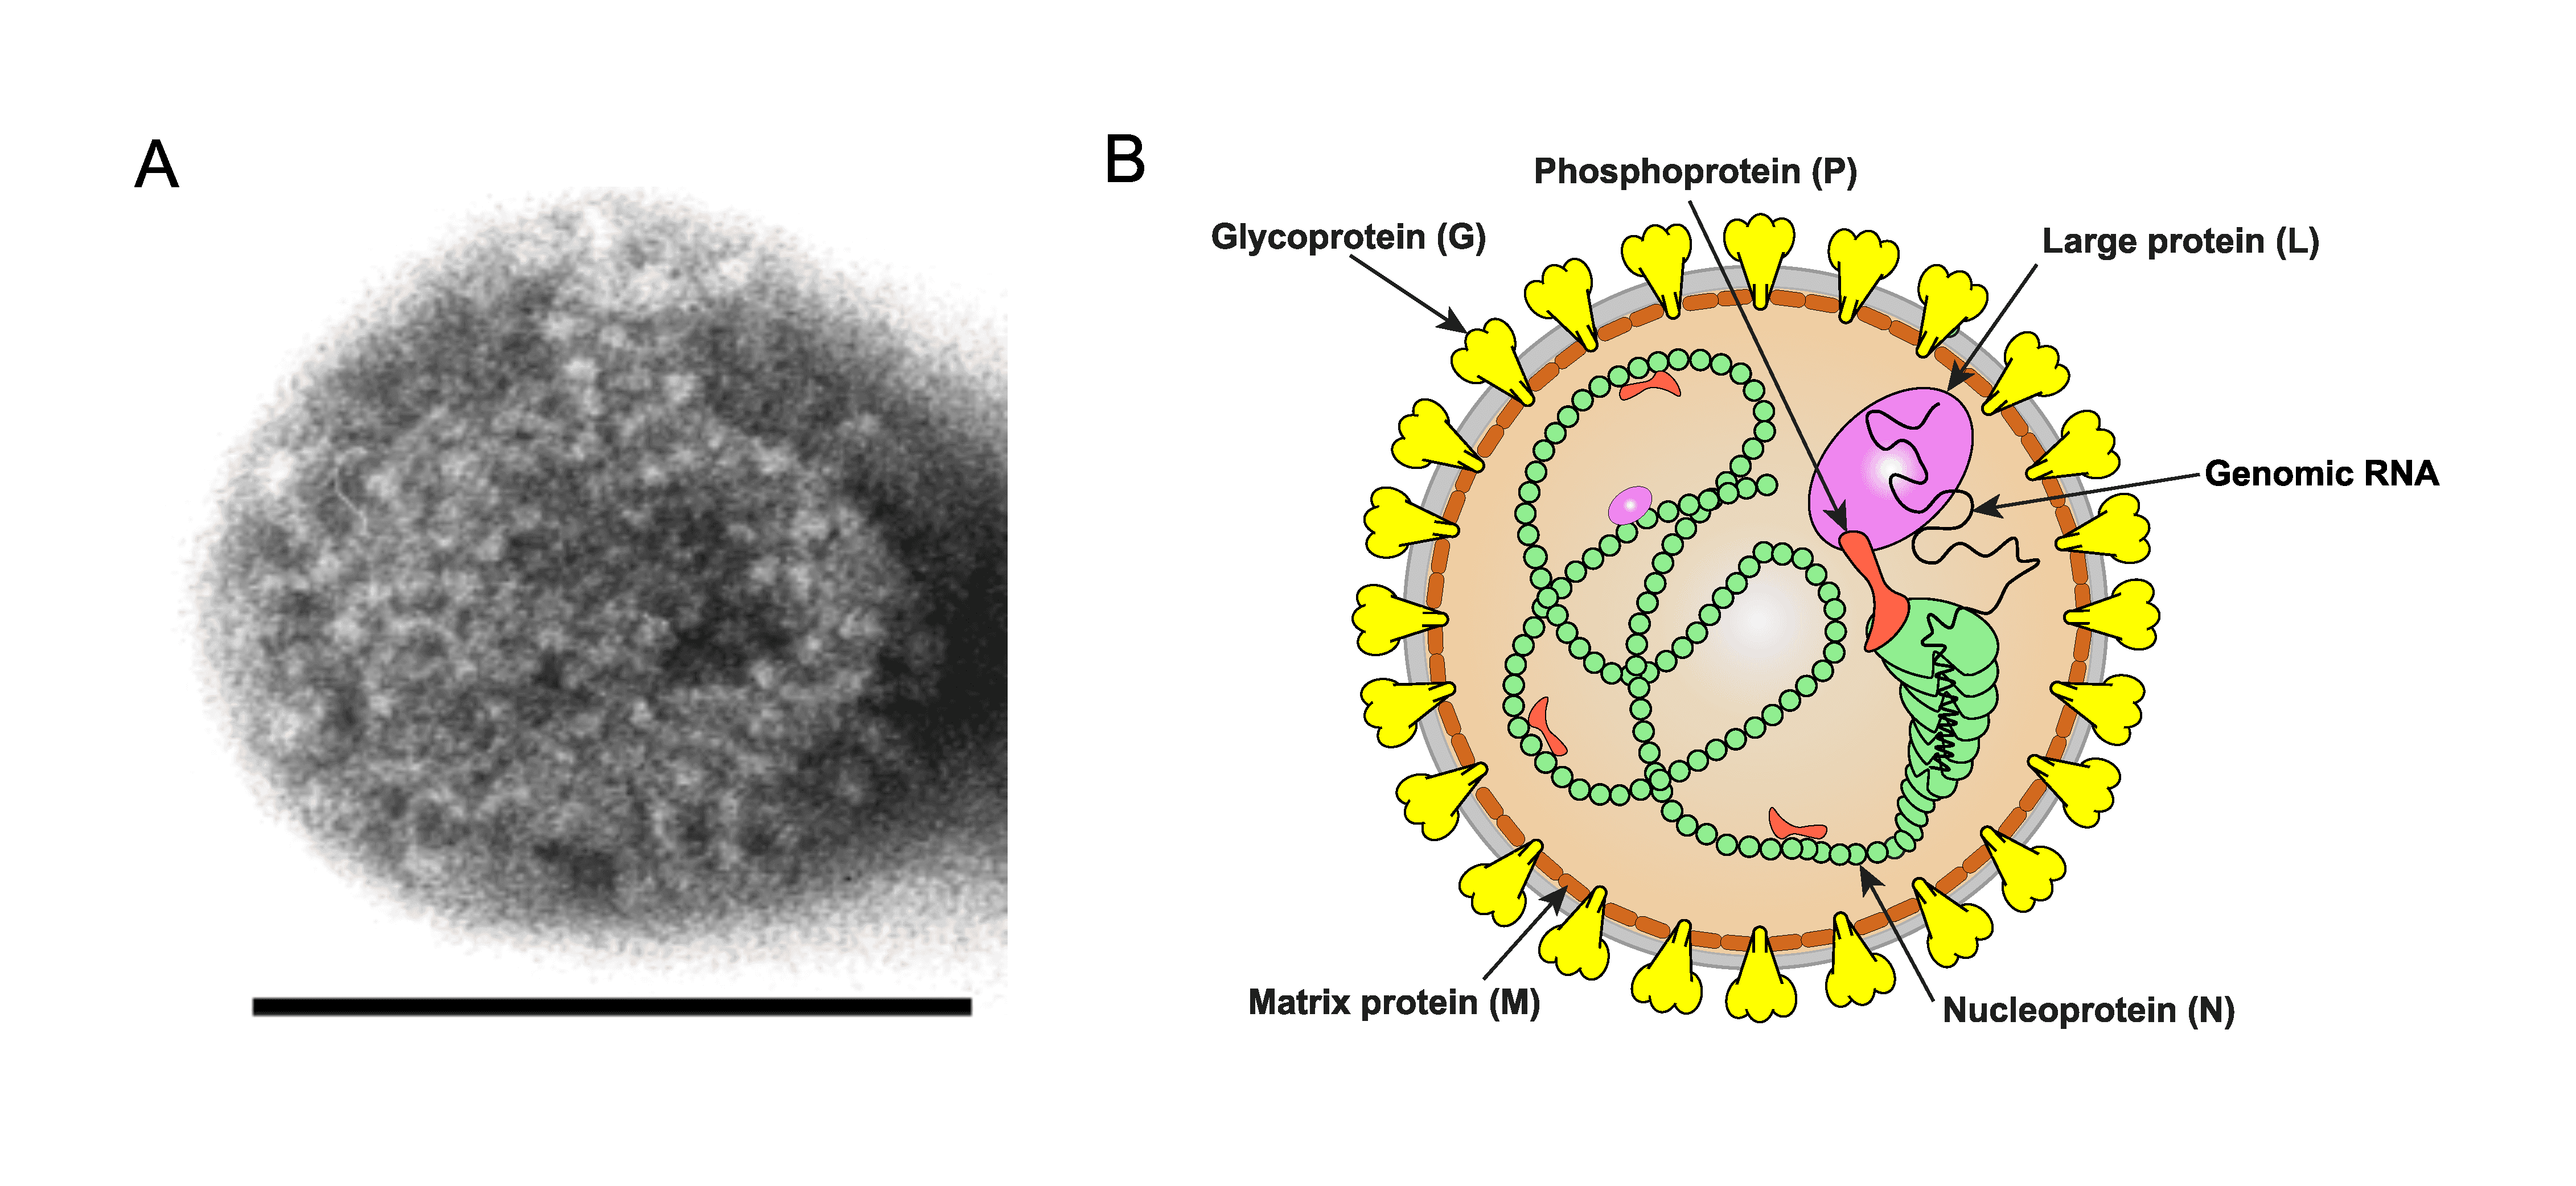 A
B
Phosphoprotein (P)
Glycoprotein (G)
Large protein (L)
Genomic RNA
Matrix protein (M)
Nucleoprotein (N)